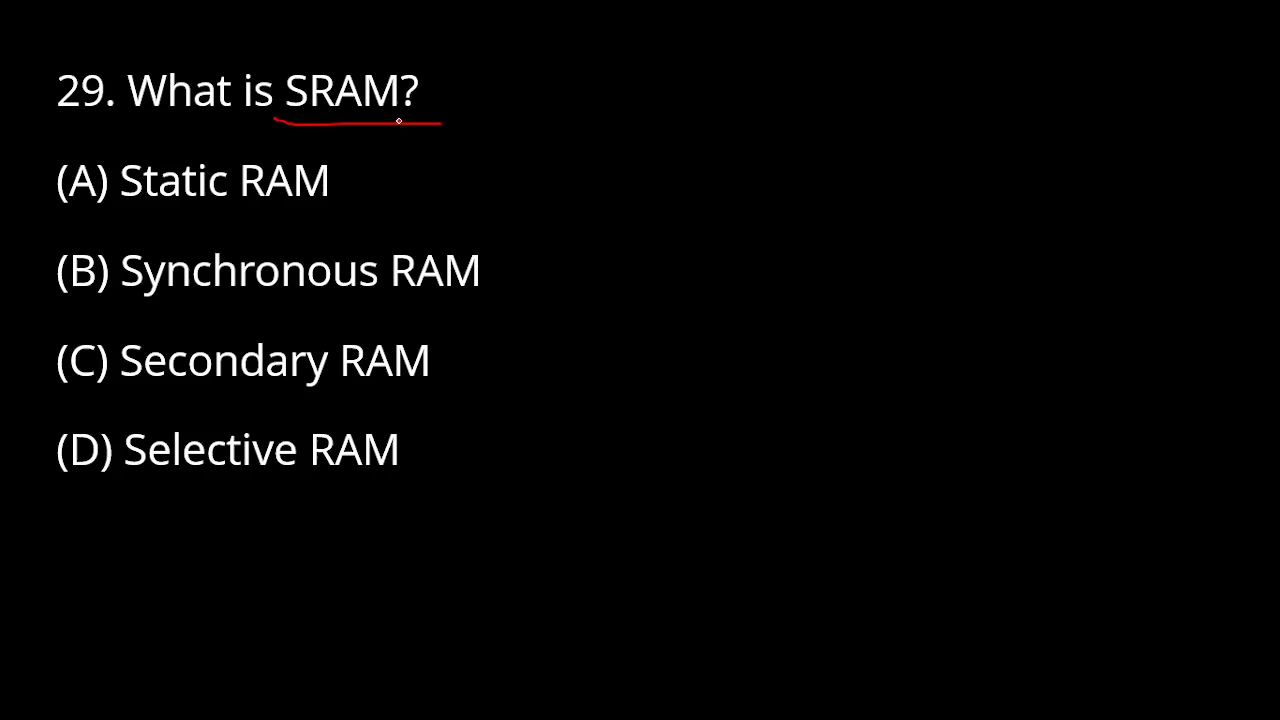 29. What is SRAM?
(A) Static RAM
(B) Synchronous RAM
(C) Secondary RAM
(D) Selective RAM